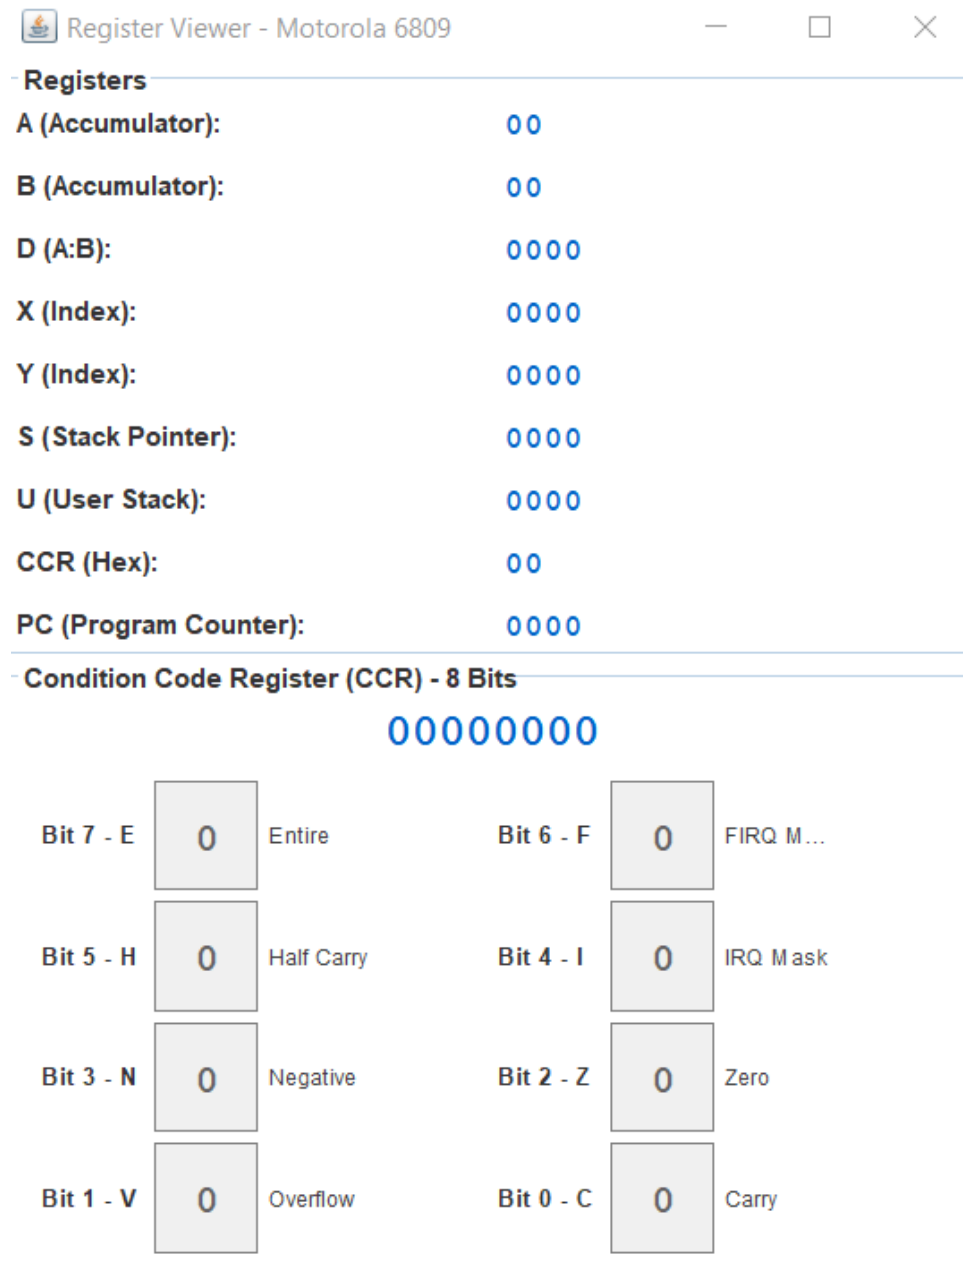 Register Viewer - Motorola 6809
Registers
A (Accumulator): 00
B (Accumulator): 00
D (A:B): 0000
X (Index): 0000
Y (Index): 0000
S (Stack Pointer): 0000
U (User Stack): 0000
CCR (Hex): 00
PC (Program Counter): 0000
Condition Code Register (CCR) - 8 Bits
00000000
Bit 7 - E 0 Entire Bit 6 - F 0 FIRQ M...
Bit 5 - H 0 Half Carry Bit 4 - I 0 IRQ Mask
Bit 3 - N 0 Negative Bit 2 - Z 0 Zero
Bit 1 - V 0 Overflow Bit 0 - C 0 Carry